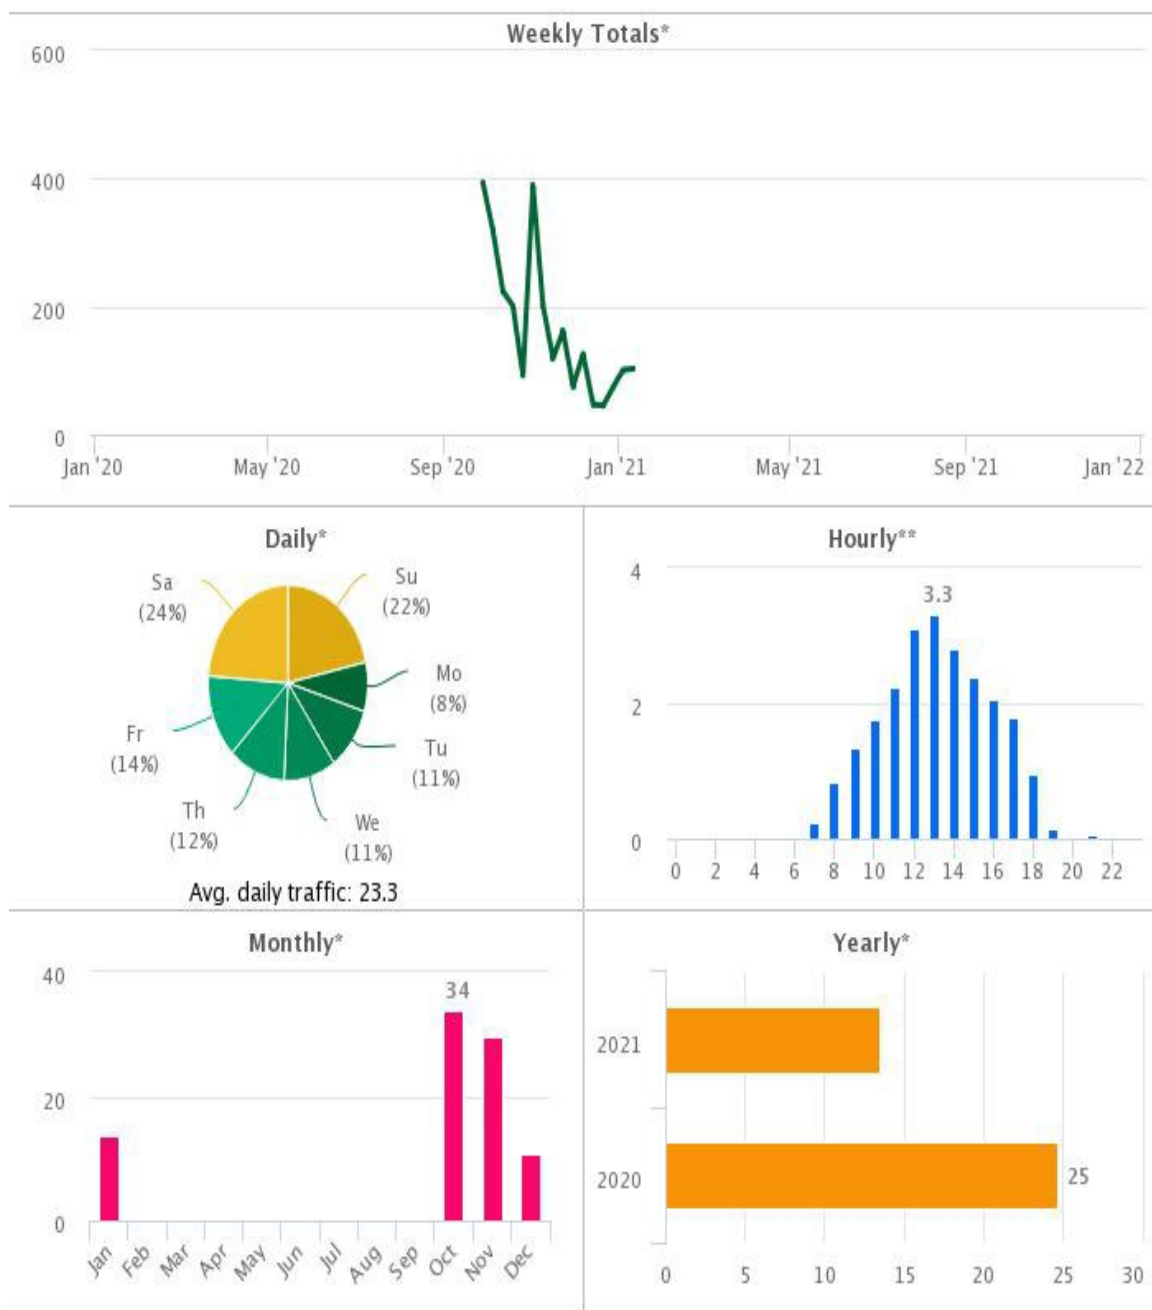 Weekly Totals*
600
400
200
0
Jan '20 May '20 Sep '20 Jan '21 May '21 Sep '21 Jan '22
Daily*
Sa
(24%)
Su
(22%)
Mo
(8%)
Fr
(14%)
Tu
(11%)
Th
(12%)
We
(11%)
Avg. daily traffic: 23.3
Hourly**
4
3.3
2
0
0 2 4 6 8 10 12 14 16 18 20 22
Monthly*
40
34
20
0
Jan Feb Mar Apr May Jun Jul Aug Sep Oct Nov Dec
Yearly*
2021
2020
25
0 5 10 15 20 25 30